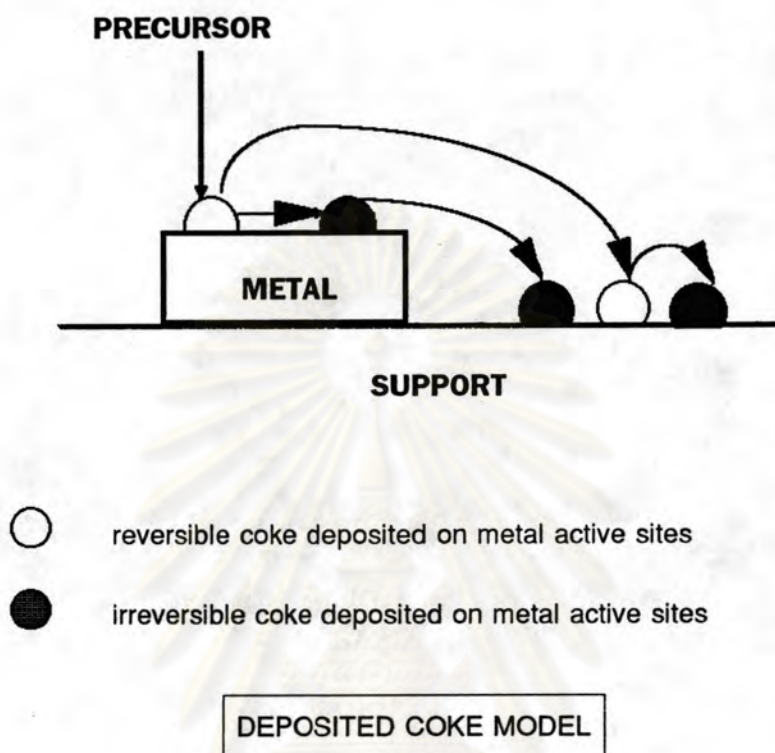 PRECURSOR
METAL
SUPPORT
reversible coke deposited on metal active sites
irreversible coke deposited on metal active sites
DEPOSITED COKE MODEL